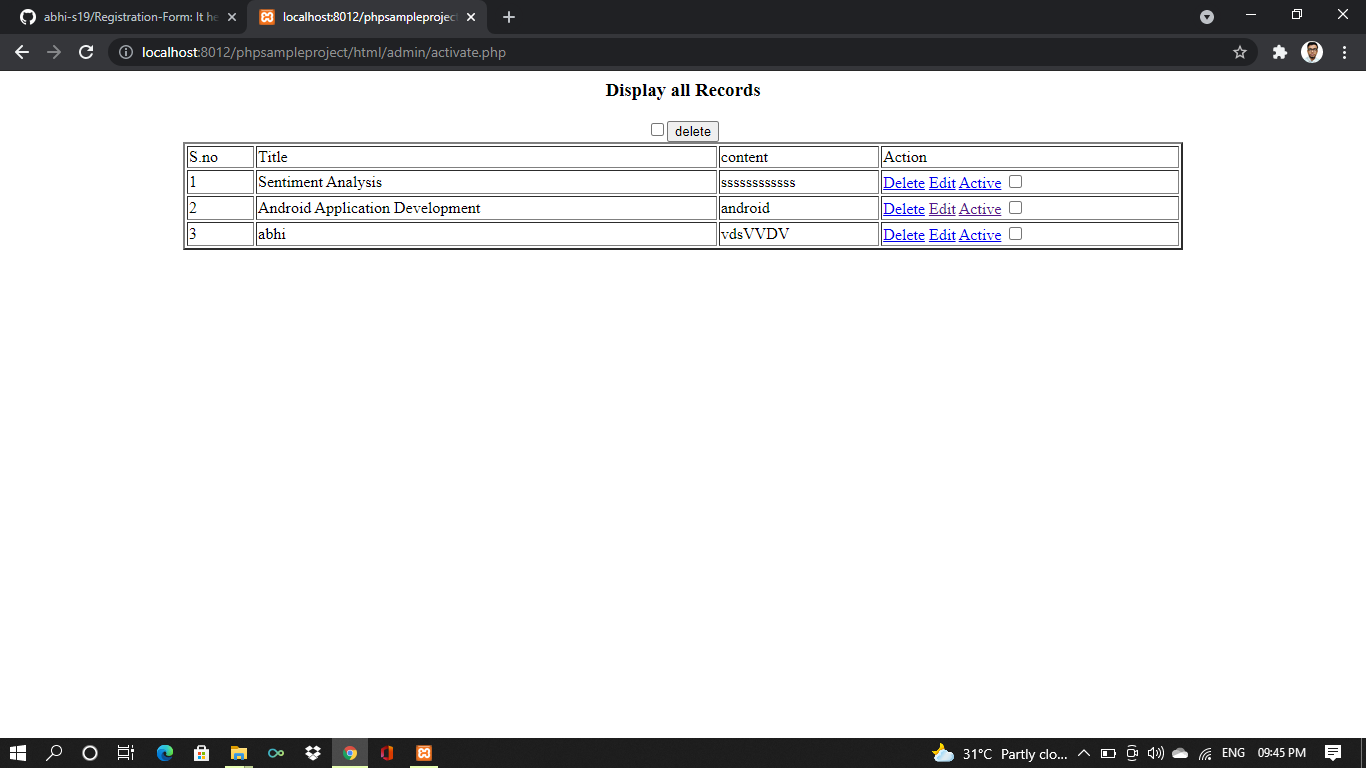 abhi-s19/Registration-Form: It he
localhost:8012/phpsampleproject
localhost:8012/phpsampleproject/html/admin/activate.php
Display all Records
delete
S.no Title content Action
1 Sentiment Analysis ssssssssssss Delete Edit Active
2 Android Application Development android Delete Edit Active
3 abhi vdsVVDV Delete Edit Active
31°C Partly clo... ENG 09:45 PM